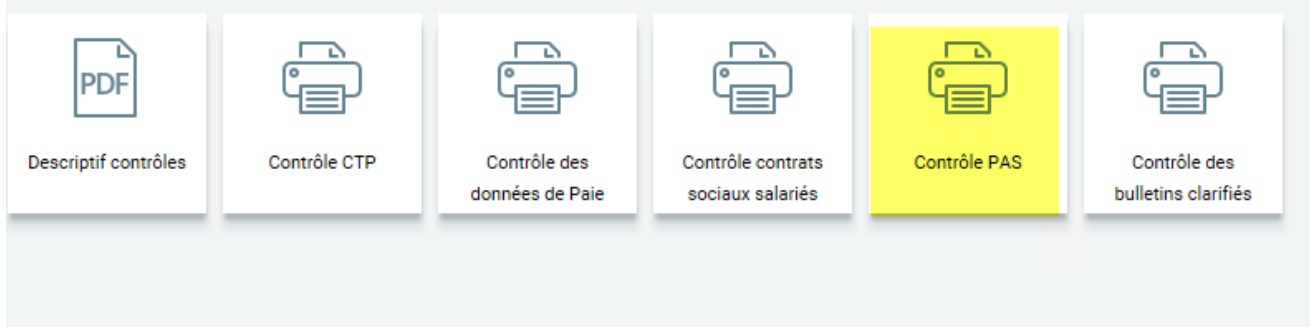 PDF
Descriptif contrôles
Contrôle CTP
Contrôle des
données de Paie
Contrôle contrats
sociaux salariés
Contrôle PAS
Contrôle des
bulletins clarifiés